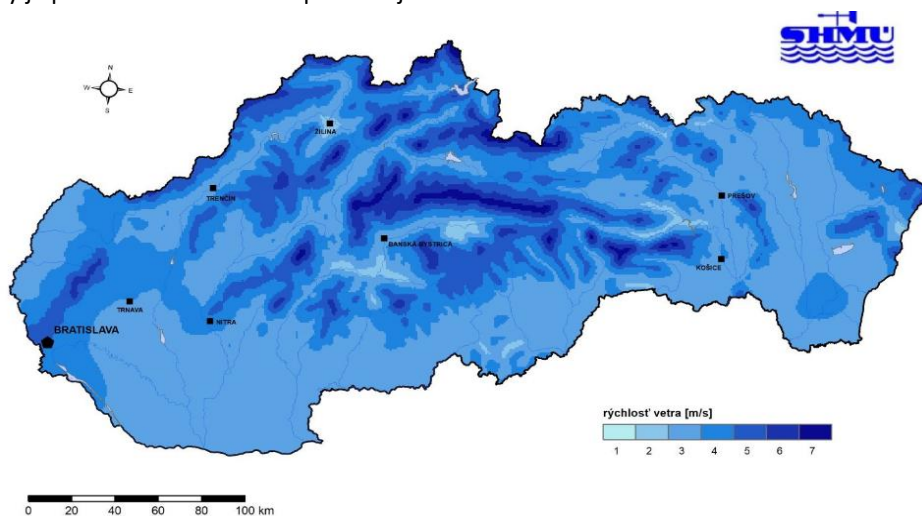 SHMÚ
N
W E
S
ŽILINA
TRENČÍN
PREŠOV
BANSKÁ BYSTRICA
KOŠICE
TRNAVA
NITRA
BRATISLAVA
rýchlosť vetra [m/s]
1 2 3 4 5 6 7
0 20 40 60 80 100 km